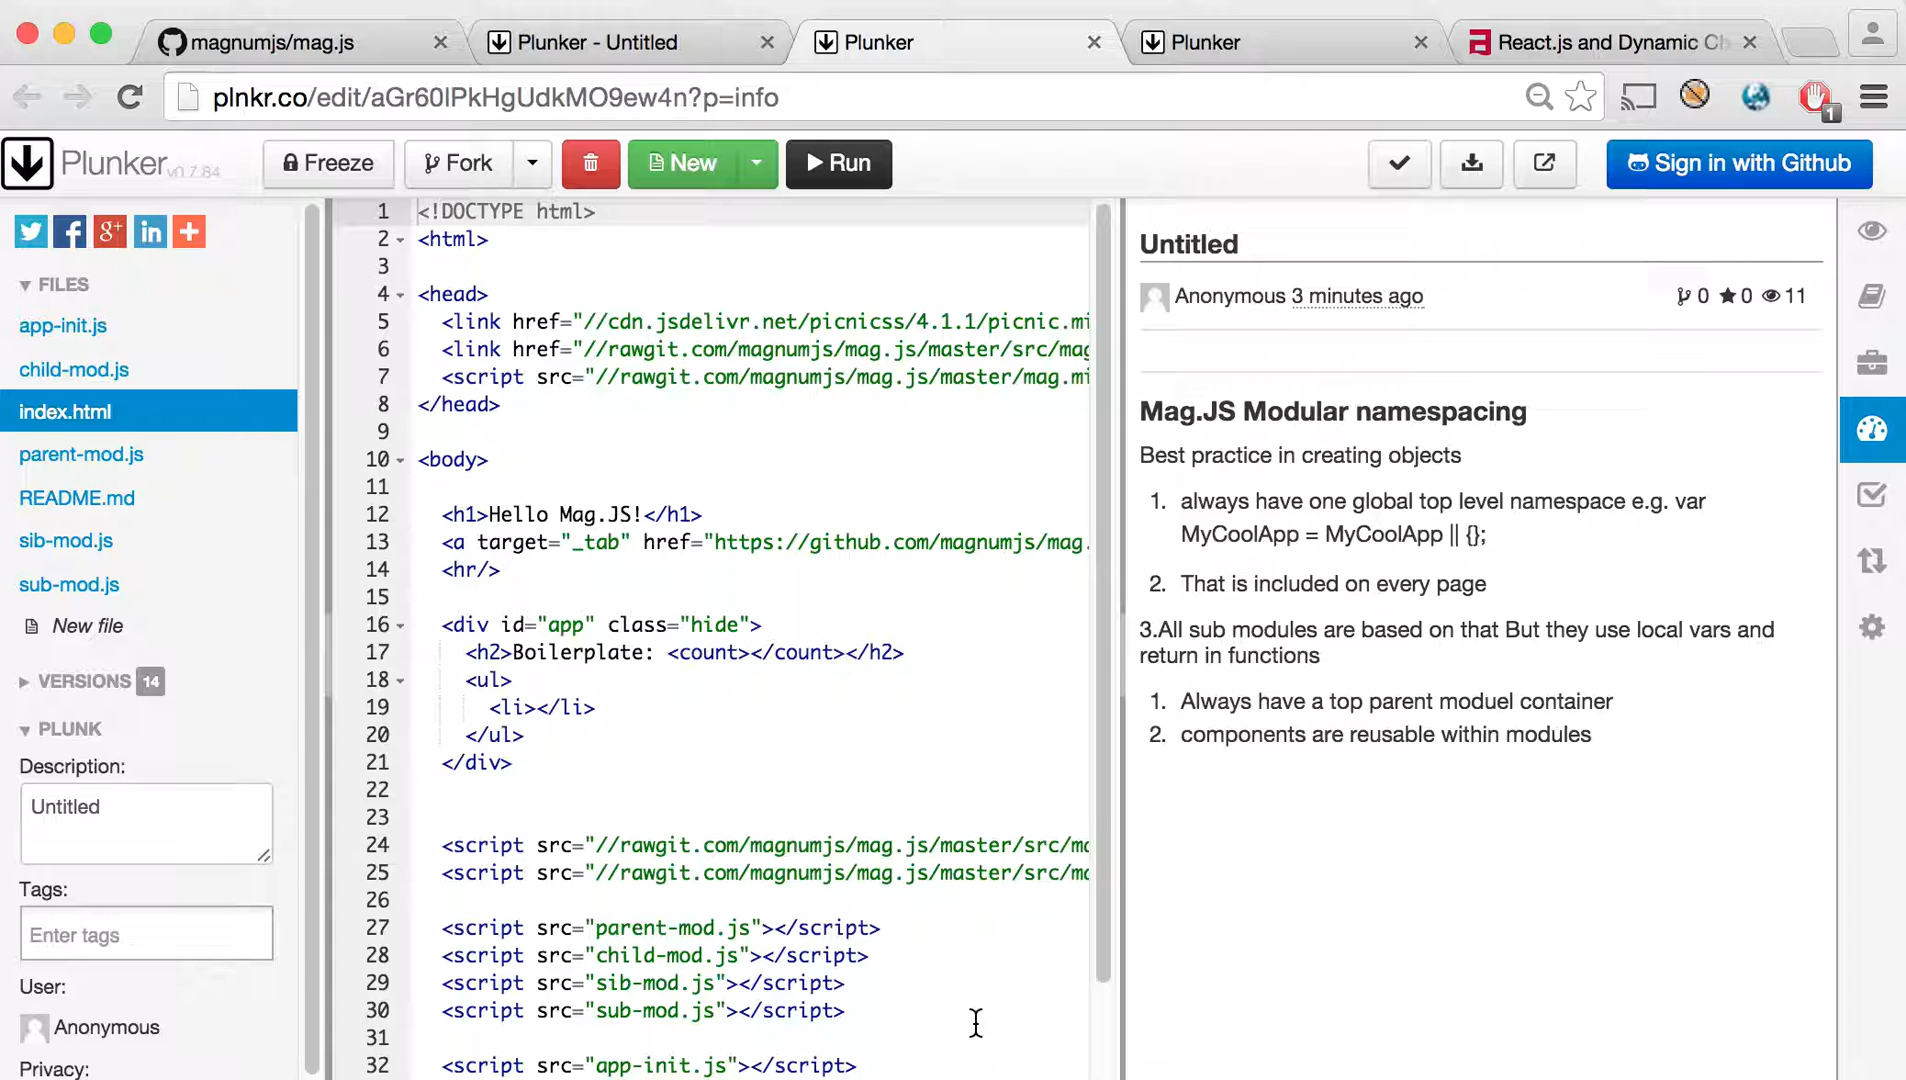 magnumjs/mag.js
Plunker - Untitled
Plunker
Plunker
React.js and Dynamic Ch
plnkr.co/edit/aGr60lPkHgUdkMO9ew4n?p=info
1
Plunker v0.7.84
Freeze
Fork
New
Run
Sign in with Github
FILES
app-init.js
child-mod.js
index.html
parent-mod.js
README.md
sib-mod.js
sub-mod.js
New file
VERSIONS 14
PLUNK
Description:
Untitled
Tags:
Enter tags
User:
Anonymous
Privacy:
1 <!DOCTYPE html>
2 <html>
3
4 <head>
5 <link href="//cdn.jsdelivr.net/picnicss/4.1.1/picnic.mi
6 <link href="//rawgit.com/magnumjs/mag.js/master/src/mag
7 <script src="//rawgit.com/magnumjs/mag.js/master/mag.mi
8 </head>
9
10 <body>
11
12 <h1>Hello Mag.JS!</h1>
13 <a target="_tab" href="https://github.com/magnumjs/mag.
14 <hr/>
15
16 <div id="app" class="hide">
17 <h2>Boilerplate: <count></count></h2>
18 <ul>
19 <li></li>
20 </ul>
21 </div>
22
23
24 <script src="//rawgit.com/magnumjs/mag.js/master/src/ma
25 <script src="//rawgit.com/magnumjs/mag.js/master/src/ma
26
27 <script src="parent-mod.js"></script>
28 <script src="child-mod.js"></script>
29 <script src="sib-mod.js"></script>
30 <script src="sub-mod.js"></script>
31
32 <script src="app-init.js"></script>
Untitled
Anonymous 3 minutes ago 0 0 11
Mag.JS Modular namespacing
Best practice in creating objects
1. always have one global top level namespace e.g. var
MyCoolApp = MyCoolApp || {};
2. That is included on every page
3.All sub modules are based on that But they use local vars and
return in functions
1. Always have a top parent moduel container
2. components are reusable within modules